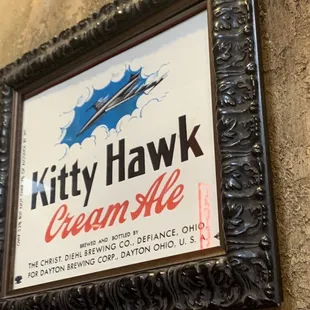 Kitty Hawk
Cream Ale
BREWED AND BOTTLED BY
THE CHRIST. DIEHL BREWING CO., DEFIANCE, OHIO
FOR DAYTON BREWING CORP., DAYTON OHIO, U. S.